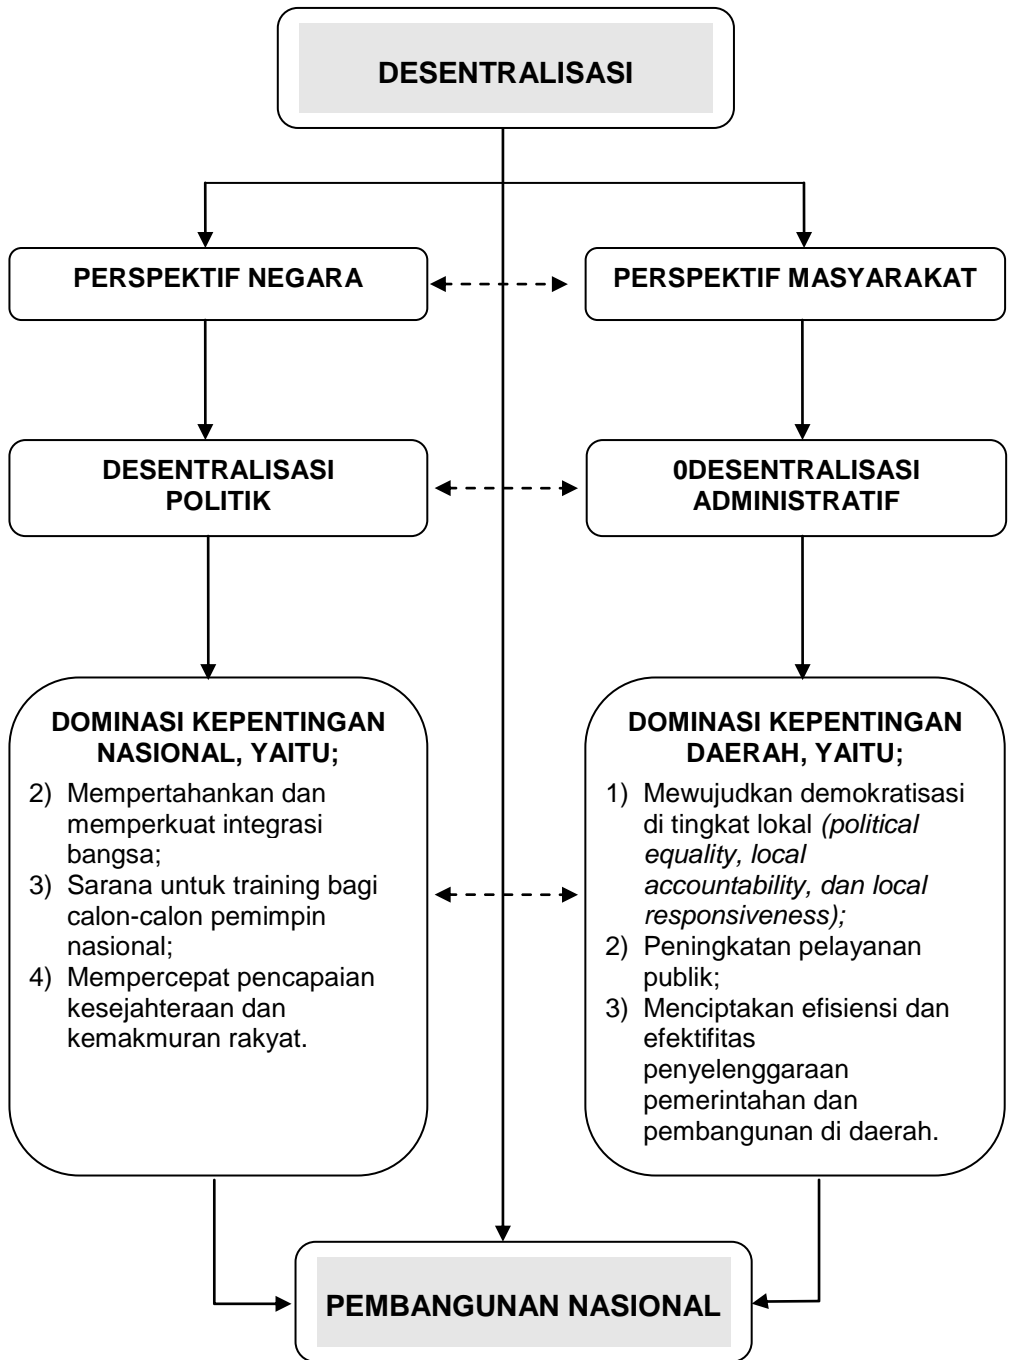 DESENTRALISASI
PERSPEKTIF NEGARA
PERSPEKTIF MASYARAKAT
DESENTRALISASI
POLITIK
0DESENTRALISASI
ADMINISTRATIF
DOMINASI KEPENTINGAN
NASIONAL, YAITU;
2) Mempertahankan dan
memperkuat integrasi
bangsa;
3) Sarana untuk training bagi
calon-calon pemimpin
nasional;
4) Mempercepat pencapaian
kesejahteraan dan
kemakmuran rakyat.
DOMINASI KEPENTINGAN
DAERAH, YAITU;
1) Mewujudkan demokratisasi
di tingkat lokal (political
equality, local
accountability, dan local
responsiveness);
2) Peningkatan pelayanan
publik;
3) Menciptakan efisiensi dan
efektifitas
penyelenggaraan
pemerintahan dan
pembangunan di daerah.
PEMBANGUNAN NASIONAL